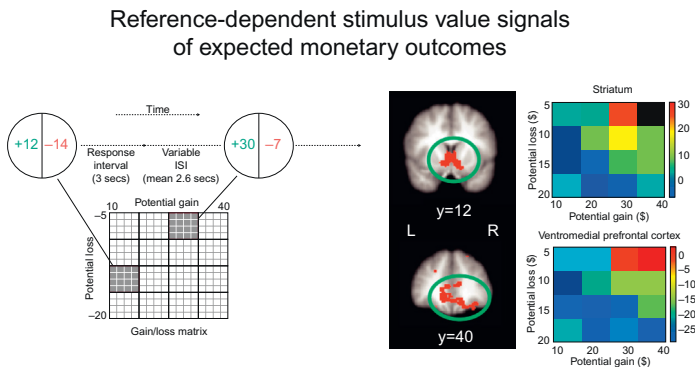 Reference-dependent stimulus value signals
of expected monetary outcomes
Time
+12 –14
+30 –7
Response
interval
(3 secs)
Variable
ISI
(mean 2.6 secs)
Potential gain
10 40
–5
Potential loss
–20
Gain/loss matrix
y=12
L R
y=40
Striatum
Potential loss ($)
5
10
15
20
10 20 30 40
Potential gain ($)
30
20
10
0
Ventromedial prefrontal cortex
Potential loss ($)
5
10
15
20
10 20 30 40
Potential gain ($)
0
−5
−10
−15
−20
−25